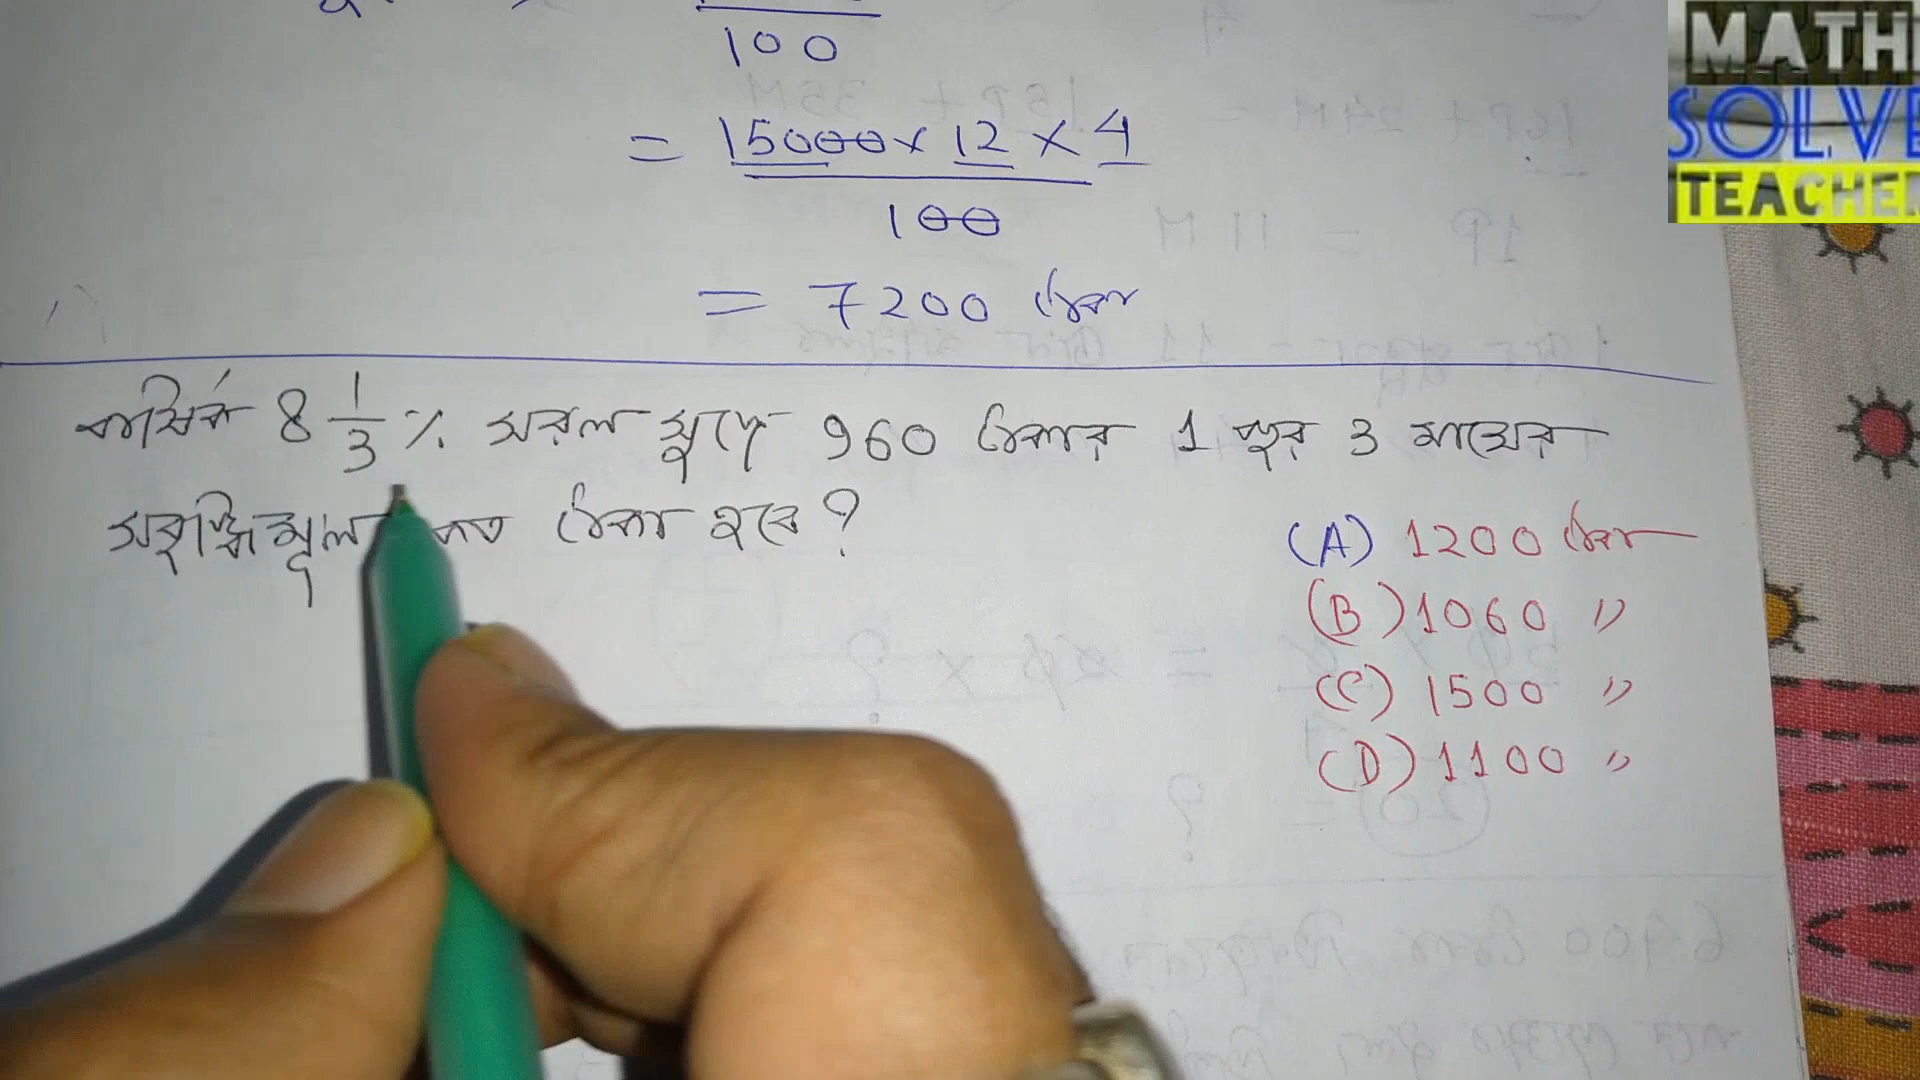 100
= 15000 × 12 × 4
100
= 7200 টাকা
বার্ষিক 8 1/3 % সরল সুদে 960 টাকার 1 বছর 3 মাসের
সবৃদ্ধিমূল কত টাকা হবে ?
(A) 1200 টাকা
(B) 1060 "
(C) 1500 "
(D) 1100 "
MATH
SOLVE
TEACHER